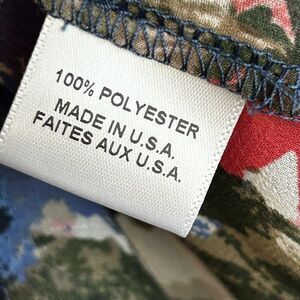 100% POLYESTER
MADE IN U.S.A.
FAITES AUX U.S.A.